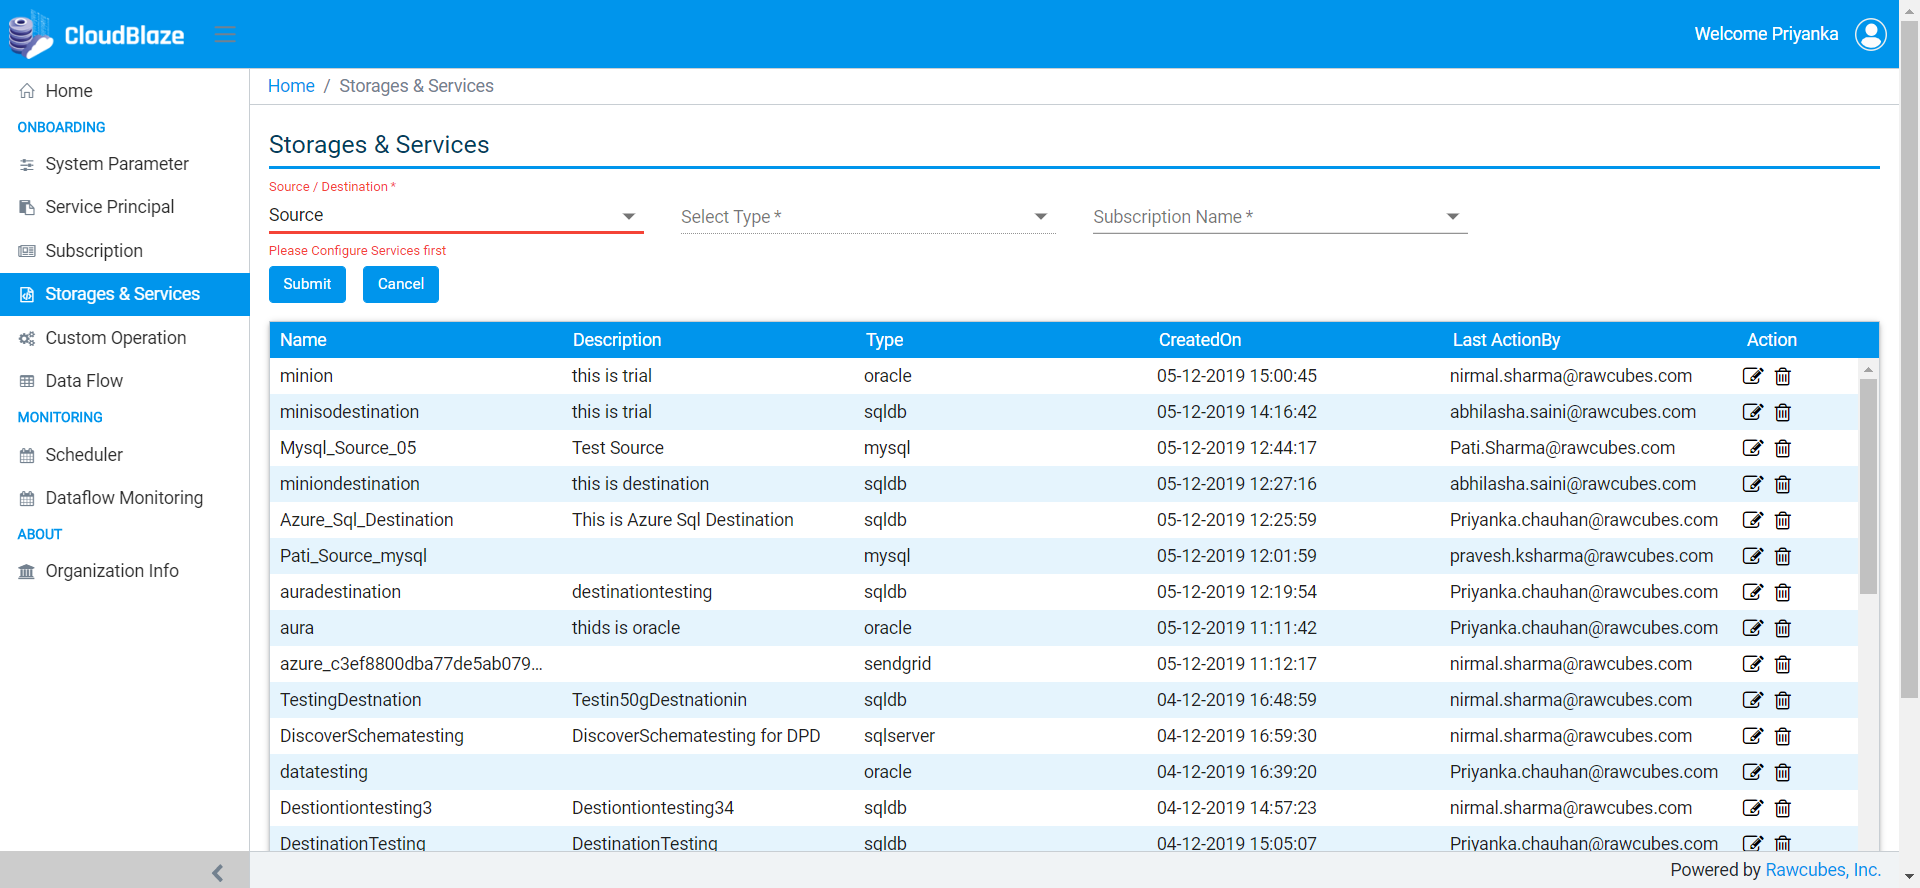 CloudBlaze
Welcome Priyanka
Home
ONBOARDING
System Parameter
Service Principal
Subscription
Storages & Services
Custom Operation
Data Flow
MONITORING
Scheduler
Dataflow Monitoring
ABOUT
Organization Info
Home / Storages & Services
Storages & Services
Source / Destination *
Source Select Type * Subscription Name *
Please Configure Services first
Submit Cancel
Name Description Type CreatedOn Last ActionBy Action
minion this is trial oracle 05-12-2019 15:00:45 nirmal.sharma@rawcubes.com
minisodestination this is trial sqldb 05-12-2019 14:16:42 abhilasha.saini@rawcubes.com
Mysql_Source_05 Test Source mysql 05-12-2019 12:44:17 Pati.Sharma@rawcubes.com
miniondestination this is destination sqldb 05-12-2019 12:27:16 abhilasha.saini@rawcubes.com
Azure_Sql_Destination This is Azure Sql Destination sqldb 05-12-2019 12:25:59 Priyanka.chauhan@rawcubes.com
Pati_Source_mysql mysql 05-12-2019 12:01:59 pravesh.ksharma@rawcubes.com
auradestination destinationtesting sqldb 05-12-2019 12:19:54 Priyanka.chauhan@rawcubes.com
aura thids is oracle oracle 05-12-2019 11:11:42 Priyanka.chauhan@rawcubes.com
azure_c3ef8800dba77de5ab079... sendgrid 05-12-2019 11:12:17 nirmal.sharma@rawcubes.com
TestingDestnation Testin50gDestnationin sqldb 04-12-2019 16:48:59 nirmal.sharma@rawcubes.com
DiscoverSchematesting DiscoverSchematesting for DPD sqlserver 04-12-2019 16:59:30 nirmal.sharma@rawcubes.com
datatesting oracle 04-12-2019 16:39:20 Priyanka.chauhan@rawcubes.com
Destiontiontesting3 Destiontiontesting34 sqldb 04-12-2019 14:57:23 nirmal.sharma@rawcubes.com
DestinationTesting DestinationTesting sqldb 04-12-2019 15:05:07 Priyanka.chauhan@rawcubes.com
Powered by Rawcubes, Inc.